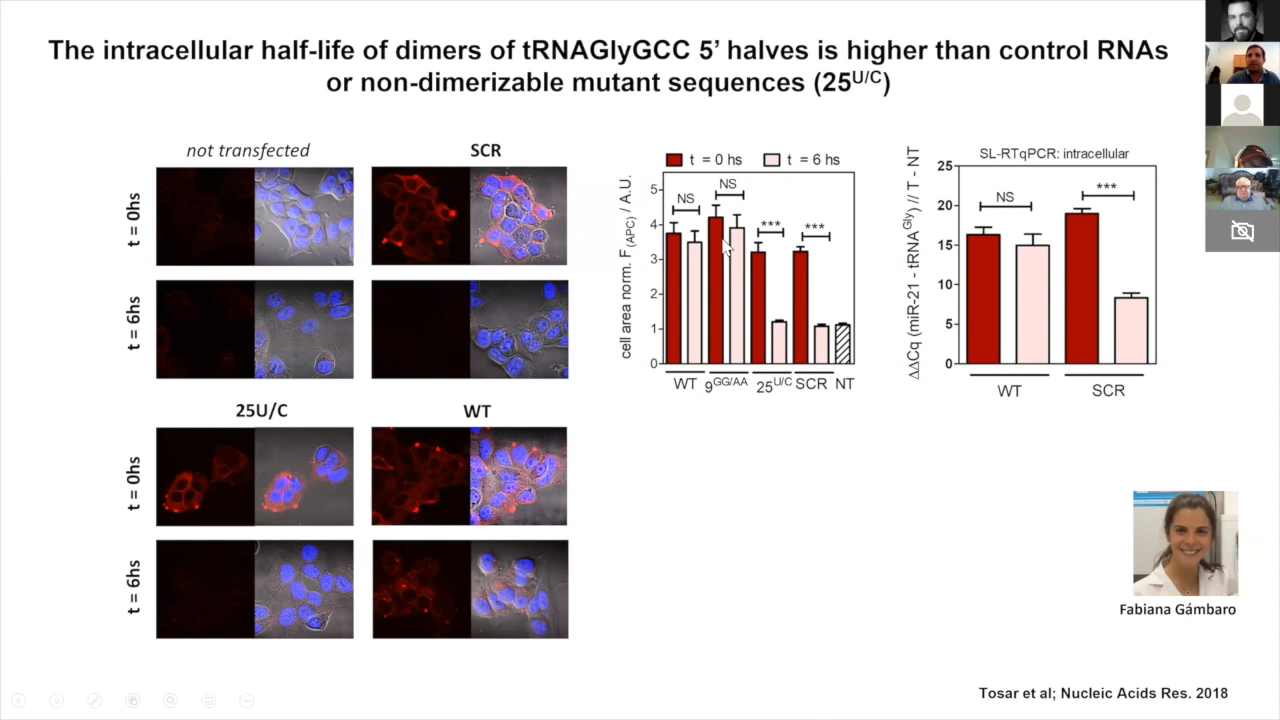 The intracellular half-life of dimers of tRNAGlyGCC 5’ halves is higher than control RNAs
or non-dimerizable mutant sequences (25U/C)
not transfected
SCR
t = 0hs
t = 6hs
25U/C
WT
t = 0hs
t = 6hs
t = 0 hs
t = 6 hs
cell area norm. F(APC) / A.U.
5
4
3
2
1
0
NS
NS
***
***
WT
9GG/AA
25U/C
SCR
NT
SL-RTqPCR: intracellular
ΔΔCq (miR-21 - tRNAGly) // T - NT
25
20
15
10
5
0
NS
***
WT
SCR
Fabiana Gámbaro
Tosar et al; Nucleic Acids Res. 2018